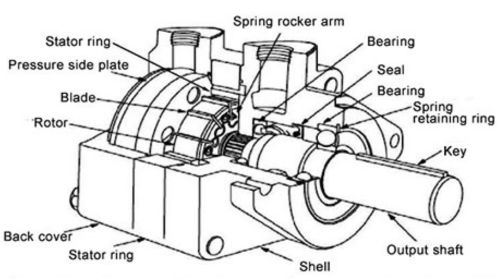 Spring rocker arm
Stator ring
Bearing
Pressure side plate
Seal
Blade
Bearing
Spring
retaining ring
Rotor
Key
Back cover
Stator ring
Shell
Output shaft